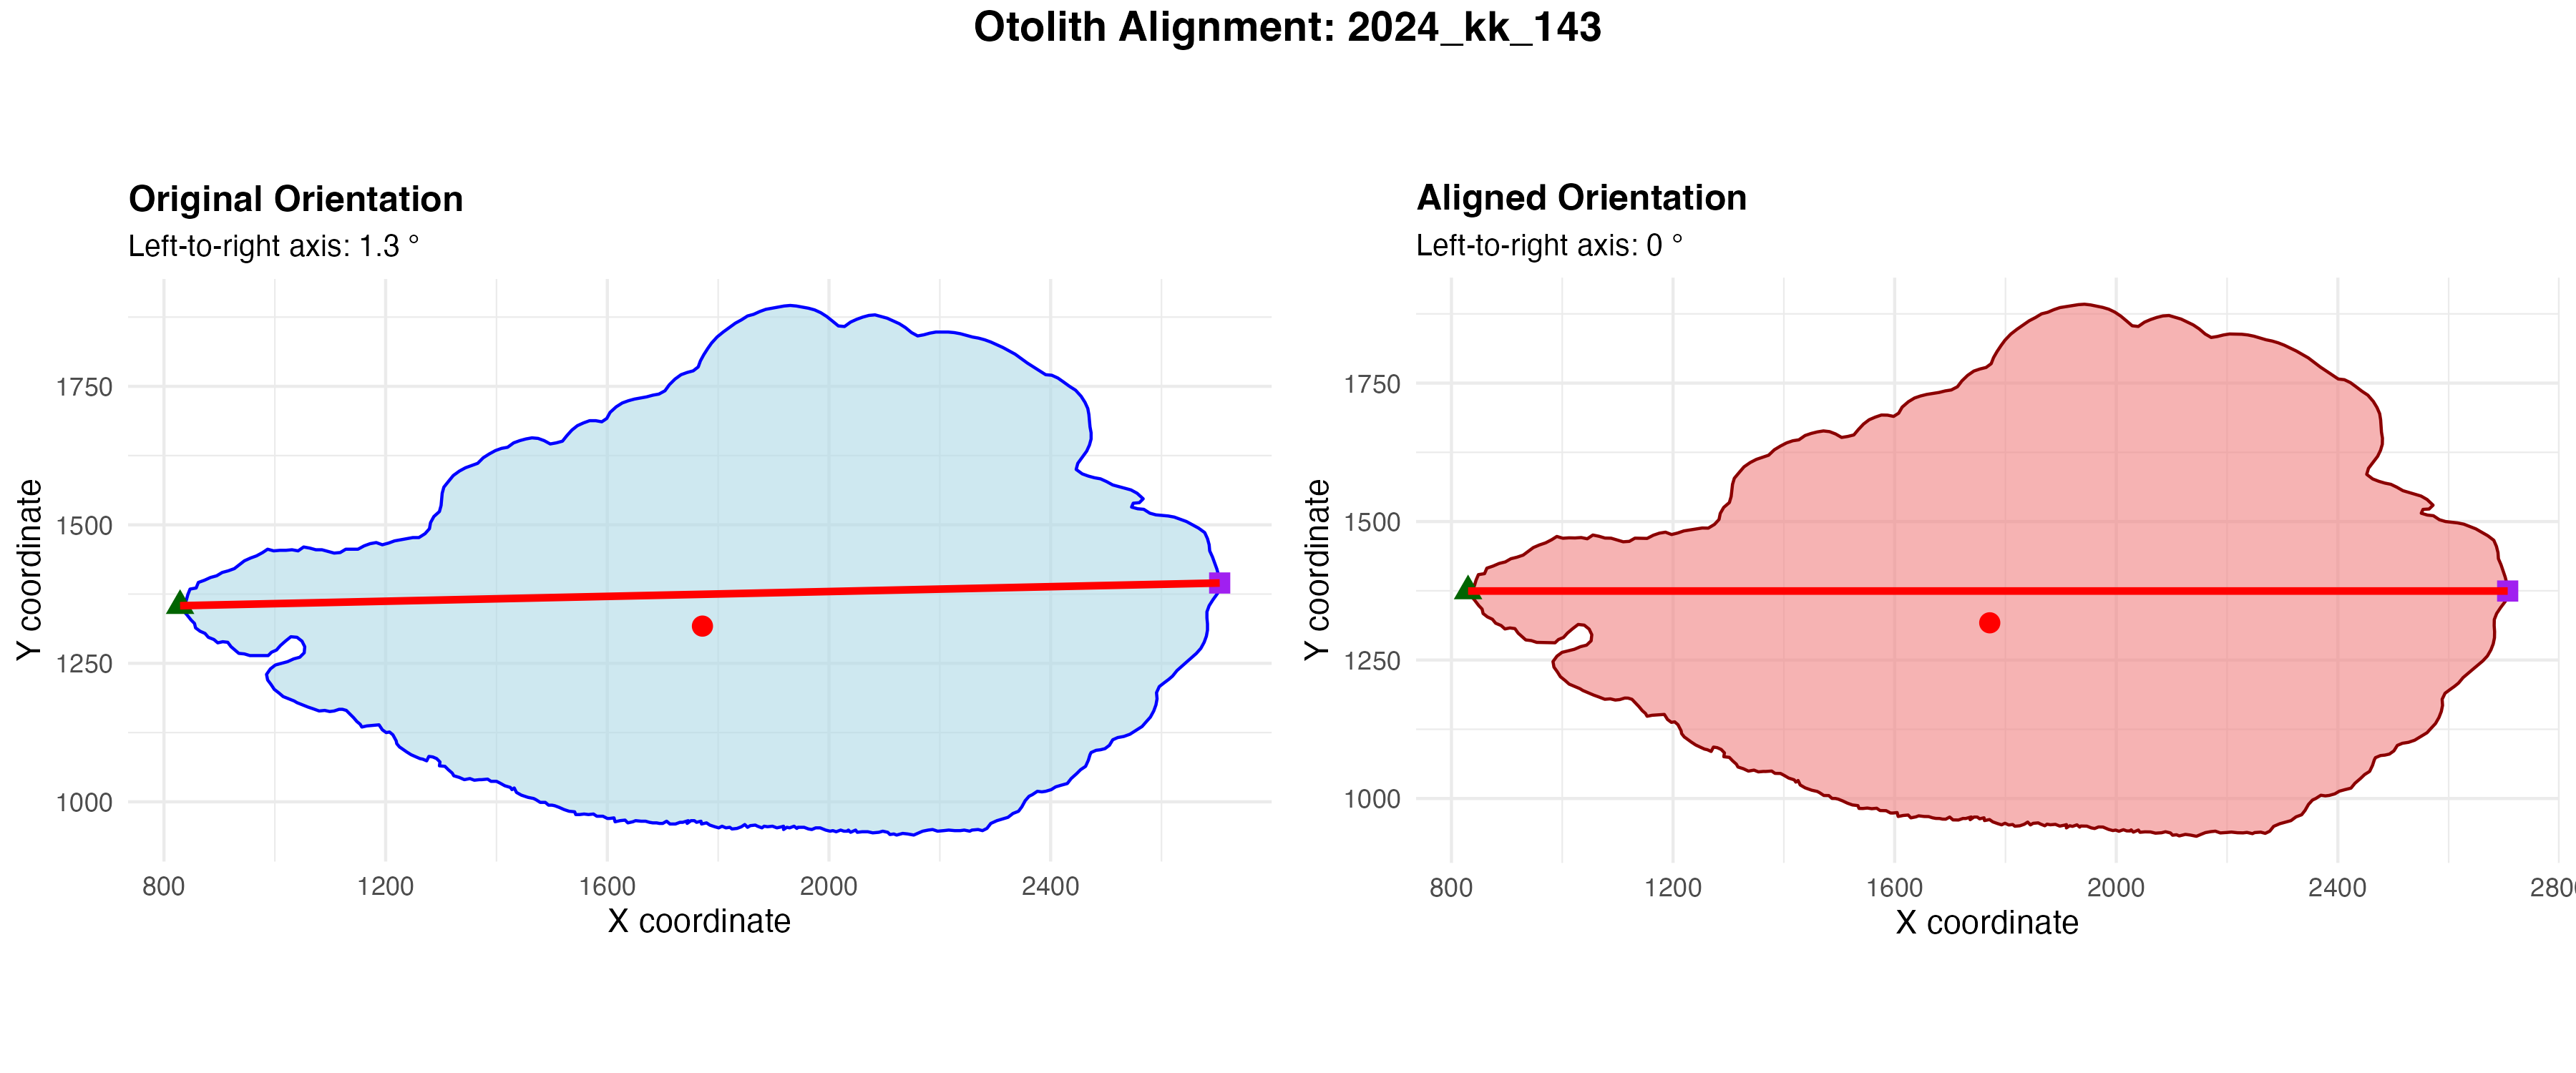 Otolith Alignment: 2024_kk_143
Original Orientation
Left-to-right axis: 1.3 °
Y coordinate
1750
1500
1250
1000
800 1200 1600 2000 2400
X coordinate
Aligned Orientation
Left-to-right axis: 0 °
Y coordinate
1750
1500
1250
1000
800 1200 1600 2000 2400
X coordinate